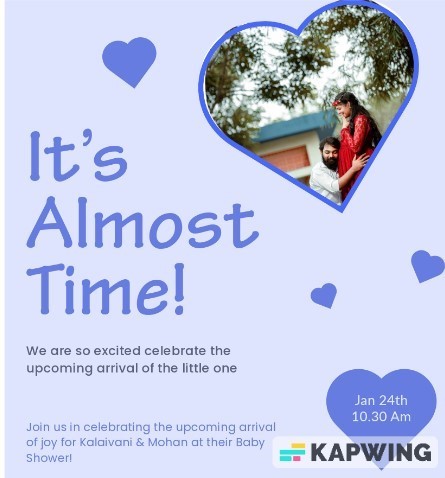 It's
Almost
Time!
We are so excited celebrate the
upcoming arrival of the little one
Jan 24th
10.30 Am
Join us in celebrating the upcoming arrival
of joy for Kalaivani & Mohan at their Baby
Shower!
KAPWING